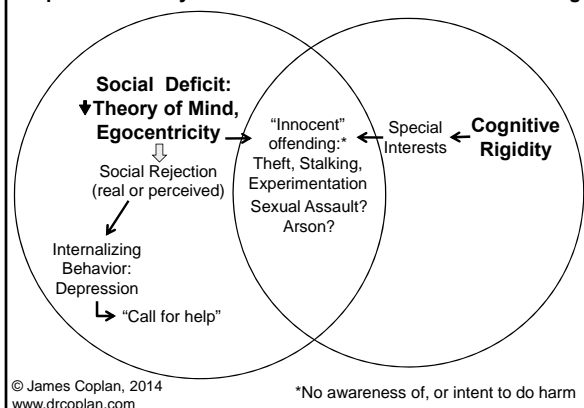 Social Deficit:
Theory of Mind,
Egocentricity
Social Rejection
(real or perceived)
Internalizing
Behavior:
Depression
"Call for help"
"Innocent"
offending:*
Theft, Stalking,
Experimentation
Sexual Assault?
Arson?
Special
Interests
Cognitive
Rigidity
© James Coplan, 2014
www.drcoplan.com
*No awareness of, or intent to do harm